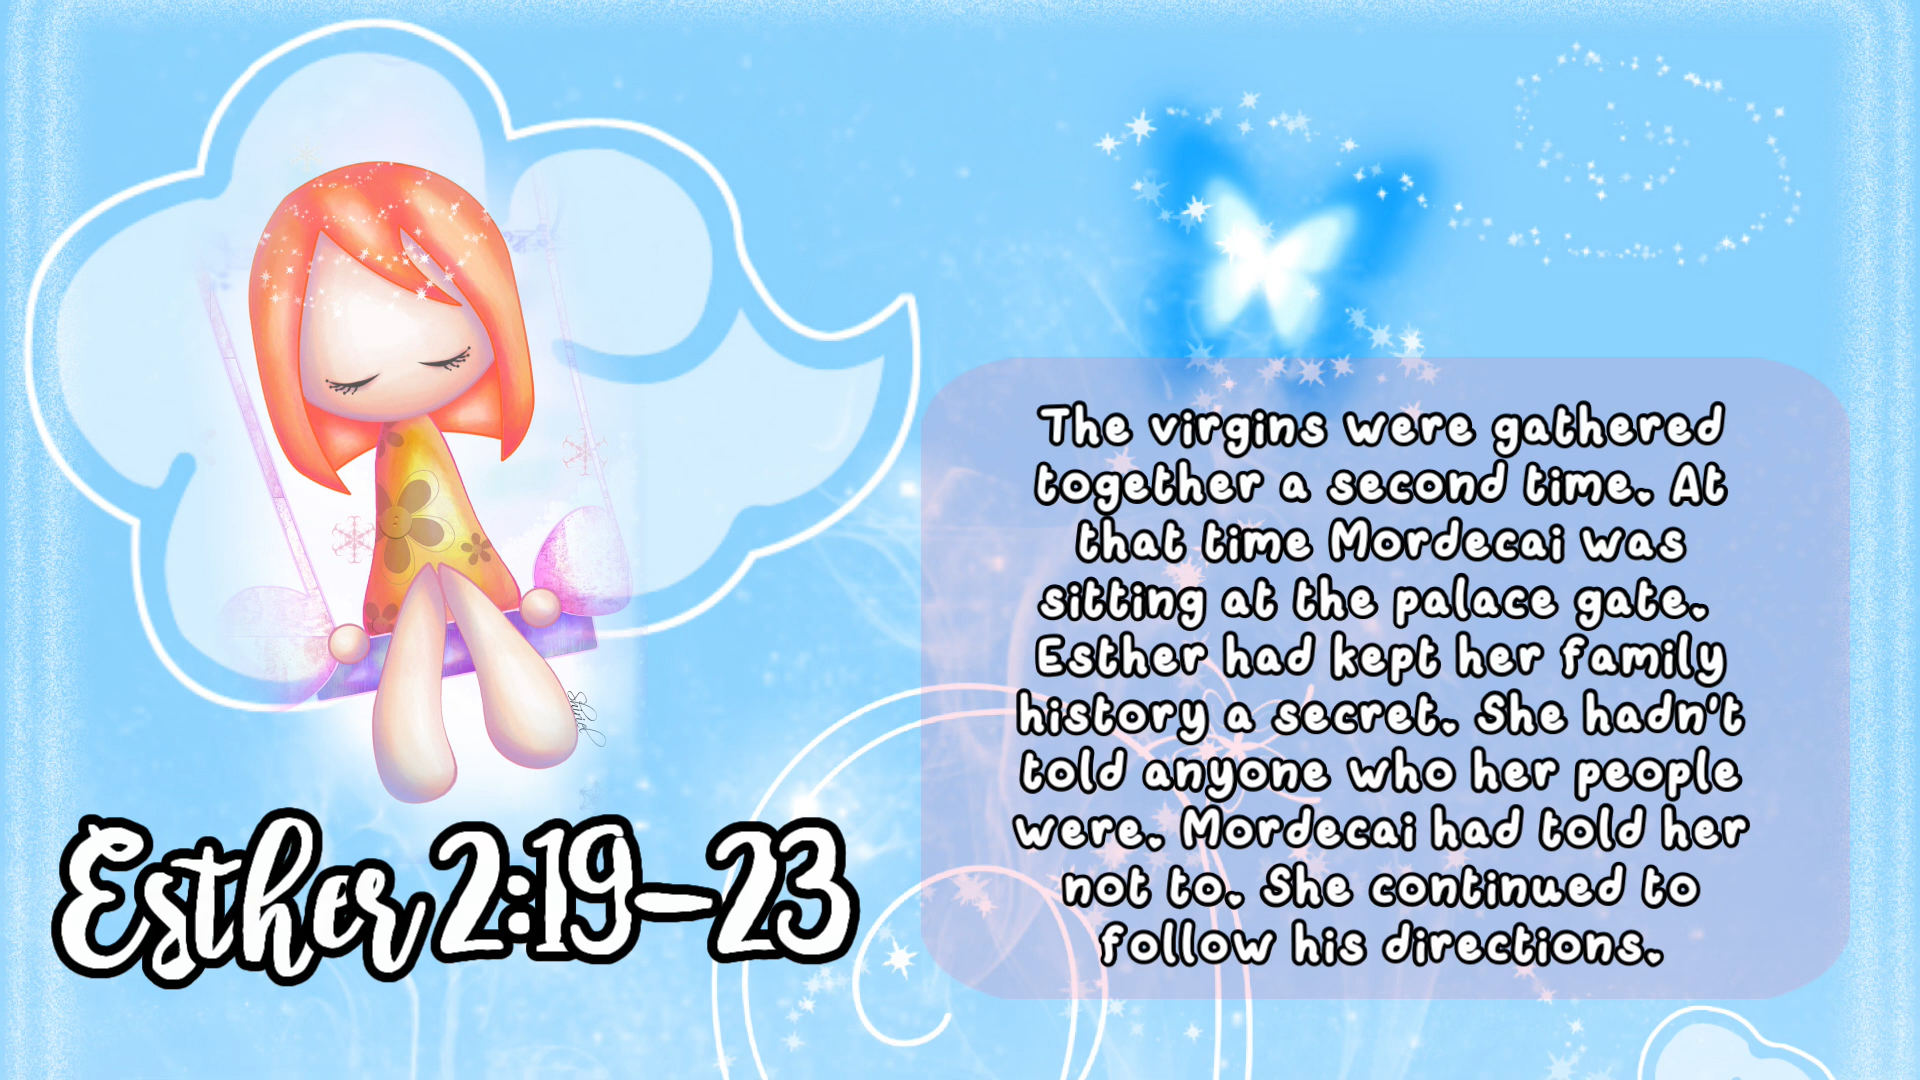 The virgins were gathered
together a second time. At
that time Mordecai was
sitting at the palace gate.
Esther had kept her family
history a secret. She hadn't
told anyone who her people
were. Mordecai had told her
not to. She continued to
follow his directions.
Esther 2:19-23